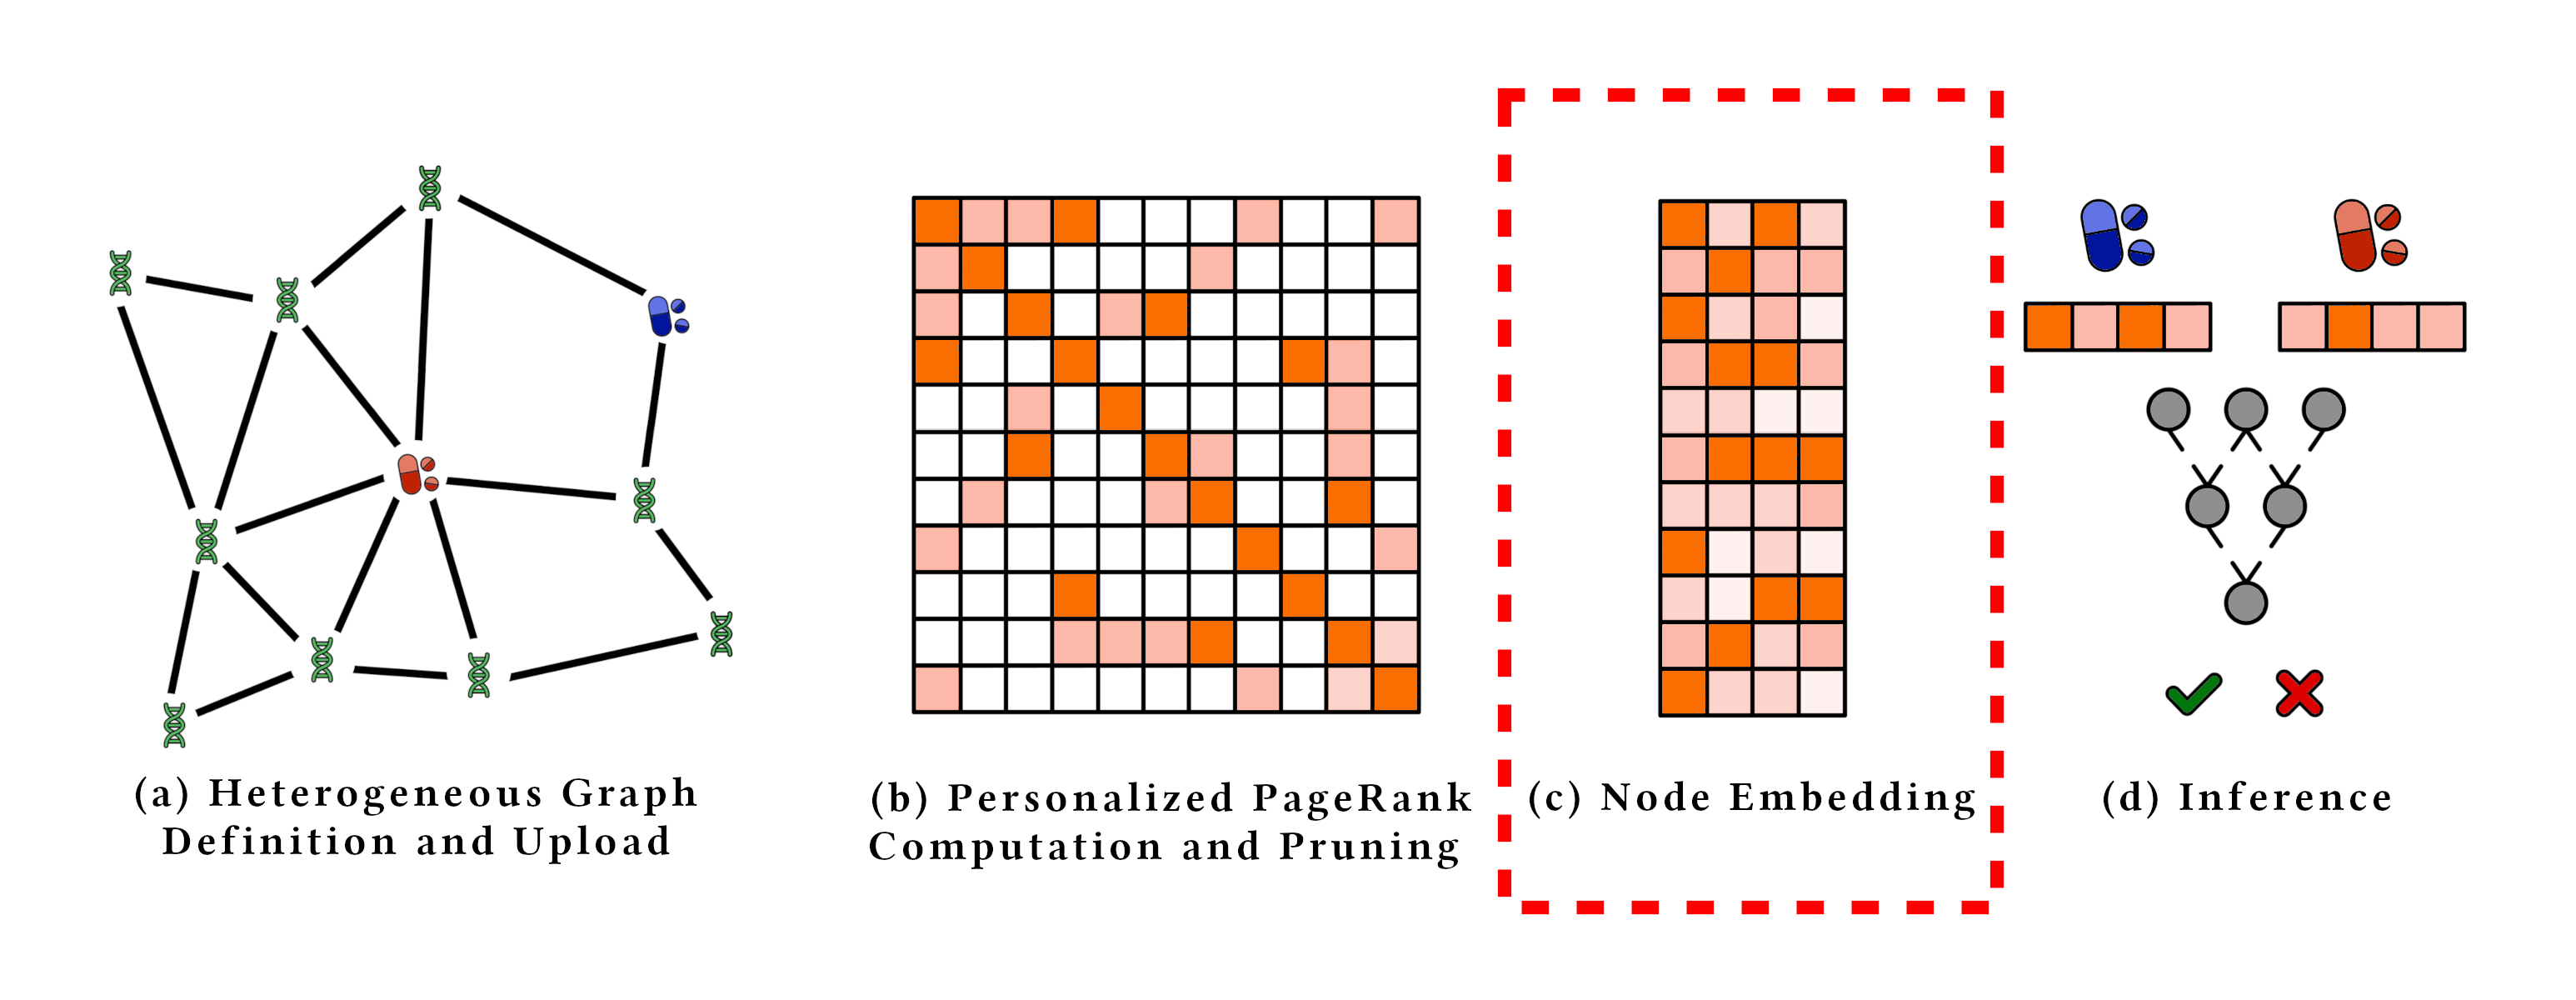 (a) Heterogeneous Graph
Definition and Upload
(b) Personalized PageRank
Computation and Pruning
(c) Node Embedding
(d) Inference